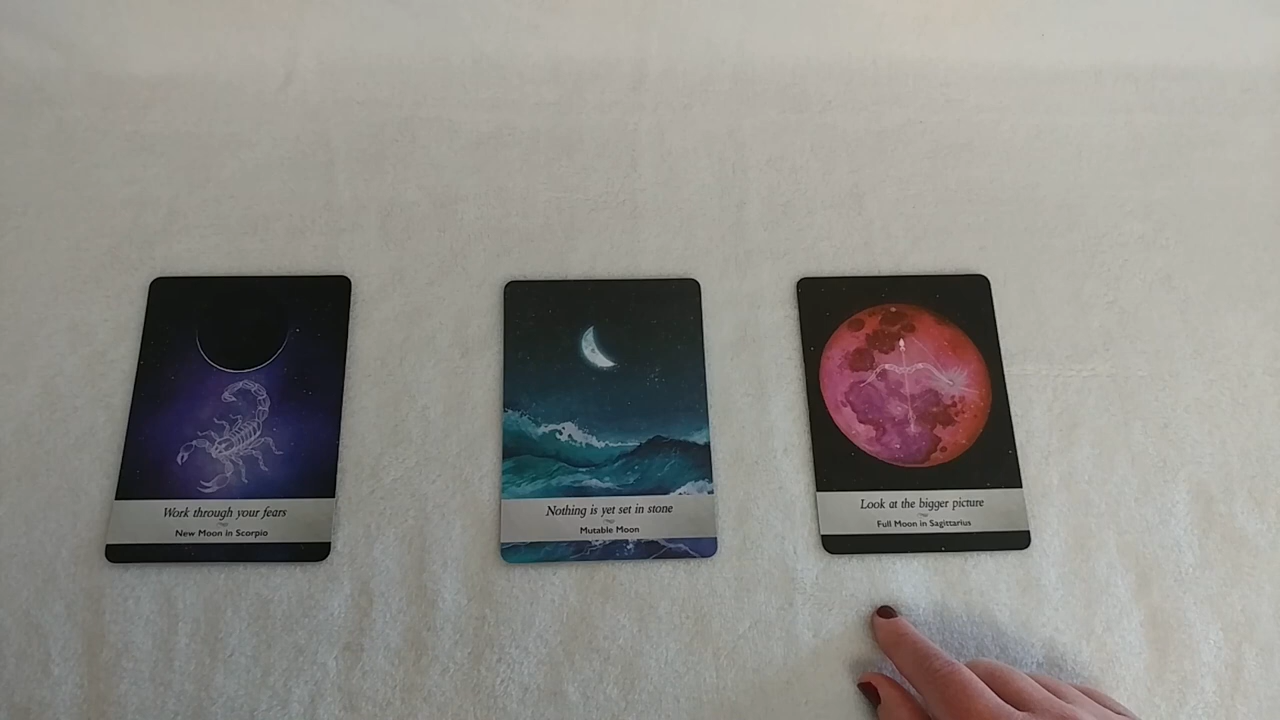 Work through your fears
New Moon in Scorpio
Nothing is yet set in stone
Mutable Moon
Look at the bigger picture
Full Moon in Sagittarius